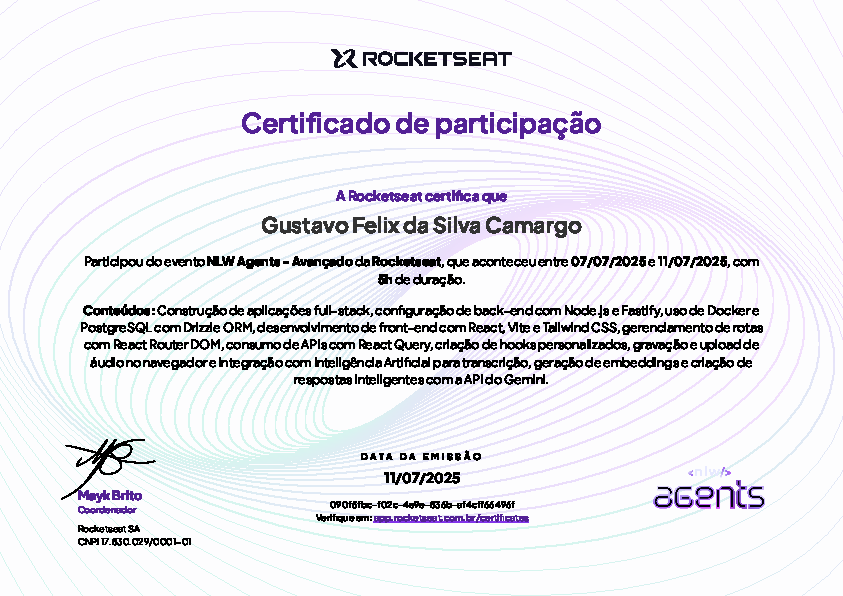 ROCKETSEAT
Certificado de participação
A Rocketseat certifica que
Gustavo Felix da Silva Camargo
Participou do evento NLW Agents - Avançado da Rocketseat, que aconteceu entre 07/07/2025 e 11/07/2025, com
5h de duração.
Conteúdos: Construção de aplicações full-stack, configuração de back-end com Node.js e Fastify, uso de Docker e
PostgreSQL com Drizzle ORM, desenvolvimento de front-end com React, Vite e Tailwind CSS, gerenciamento de rotas
com React Router DOM, consumo de APIs com React Query, criação de hooks personalizados, gravação e upload de
áudio no navegador e integração com Inteligência Artificial para transcrição, geração de embeddings e criação de
respostas inteligentes com a API do Gemini.
Mayk Brito
Coordenador
Rocketseat SA
CNPJ 17.630.029/0001-01
DATA DA EMISSÃO
11/07/2025
Verifique em: app.rocketseat.com.br/certificates
<nlw/>
agents